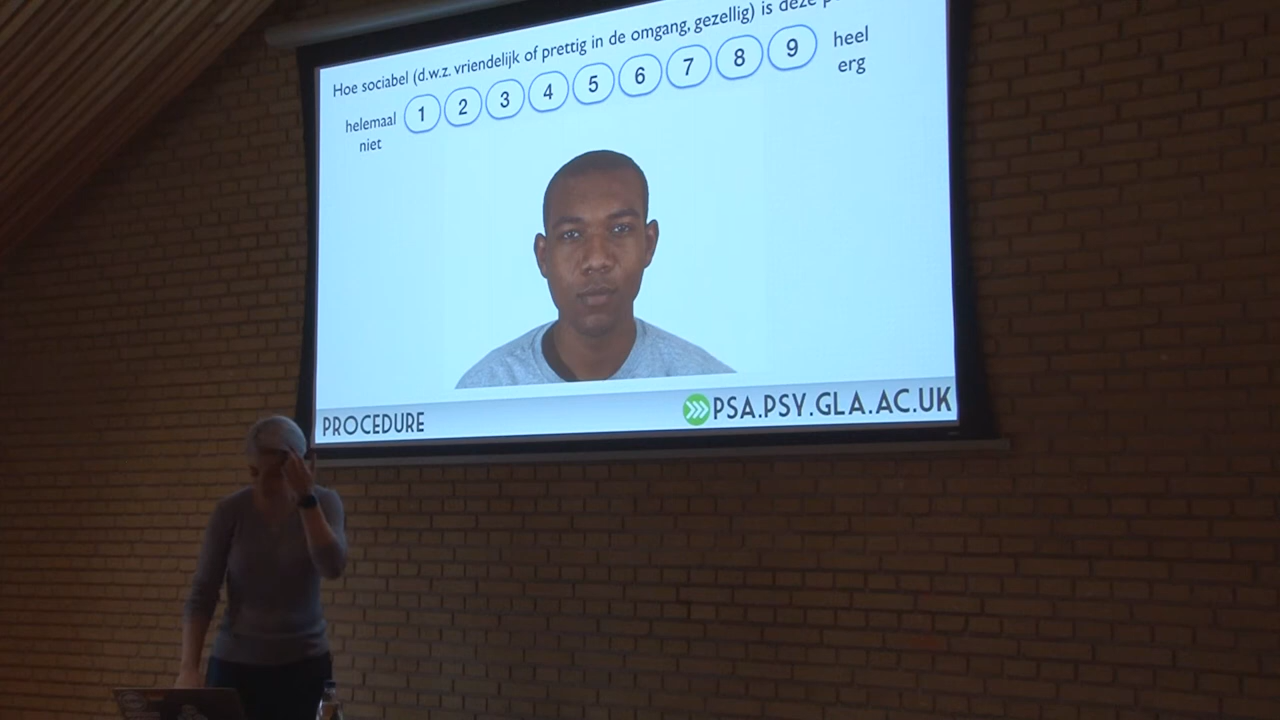 Hoe sociabel (d.w.z. vriendelijk of prettig in de omgang, gezellig) is deze
helemaal niet 1 2 3 4 5 6 7 8 9 heel erg
PROCEDURE
PSA.PSY.GLA.AC.UK